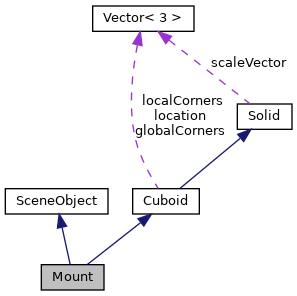 Vector< 3 >
scaleVector
localCorners
location
globalCorners
Solid
SceneObject
Cuboid
Mount